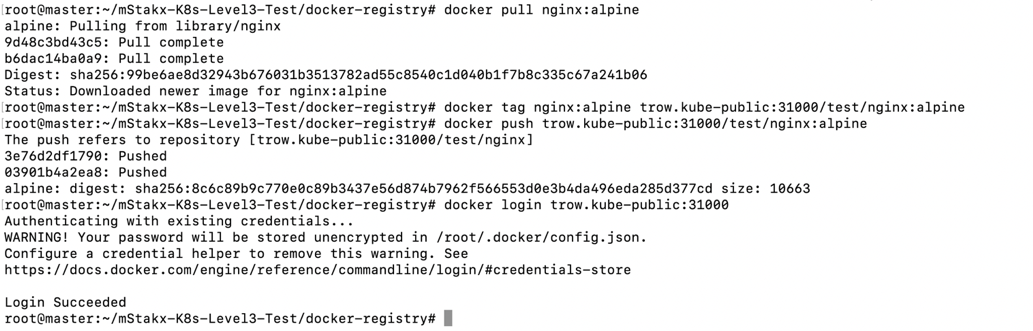 root@master:~/mStakx-K8s-Level3-Test/docker-registry# docker pull nginx:alpine
alpine: Pulling from library/nginx
9d48c3bd43c5: Pull complete
b6dac14ba0a9: Pull complete
Digest: sha256:99be6ae8d32943b676031b3513782ad55c8540c1d040b1f7b8c335c67a241b06
Status: Downloaded newer image for nginx:alpine
root@master:~/mStakx-K8s-Level3-Test/docker-registry# docker tag nginx:alpine trow.kube-public:31000/test/nginx:alpine
root@master:~/mStakx-K8s-Level3-Test/docker-registry# docker push trow.kube-public:31000/test/nginx:alpine
The push refers to repository [trow.kube-public:31000/test/nginx]
3e76d2df1790: Pushed
03901b4a2ea8: Pushed
alpine: digest: sha256:8c6c89b9c770e0c89b3437e56d874b7962f566553d0e3b4da496eda285d377cd size: 10663
root@master:~/mStakx-K8s-Level3-Test/docker-registry# docker login trow.kube-public:31000
Authenticating with existing credentials...
WARNING! Your password will be stored unencrypted in /root/.docker/config.json.
Configure a credential helper to remove this warning. See
https://docs.docker.com/engine/reference/commandline/login/#credentials-store

Login Succeeded
root@master:~/mStakx-K8s-Level3-Test/docker-registry#